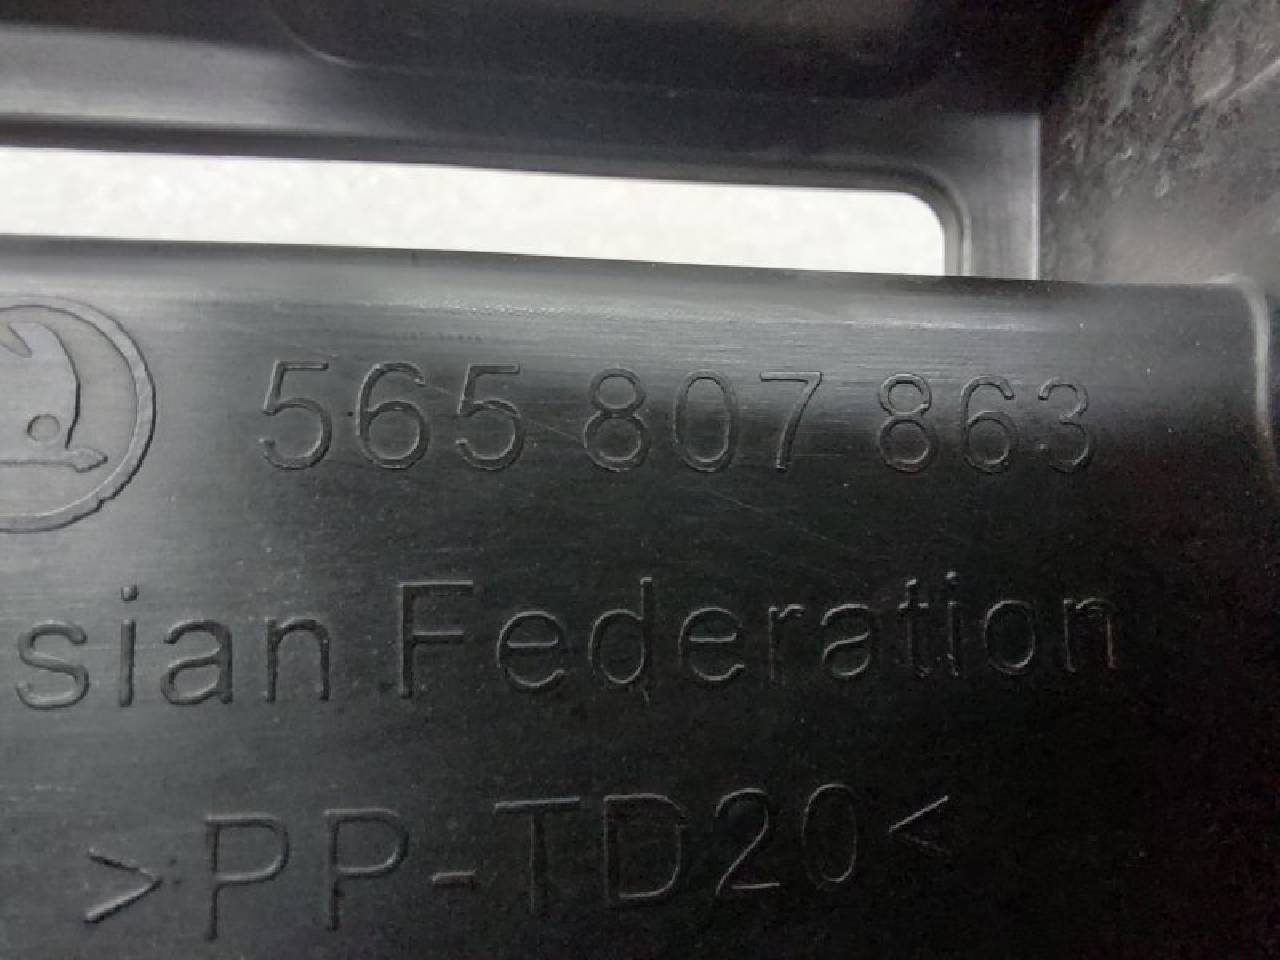 565 807 863
sian Federation
>PP-TD20<